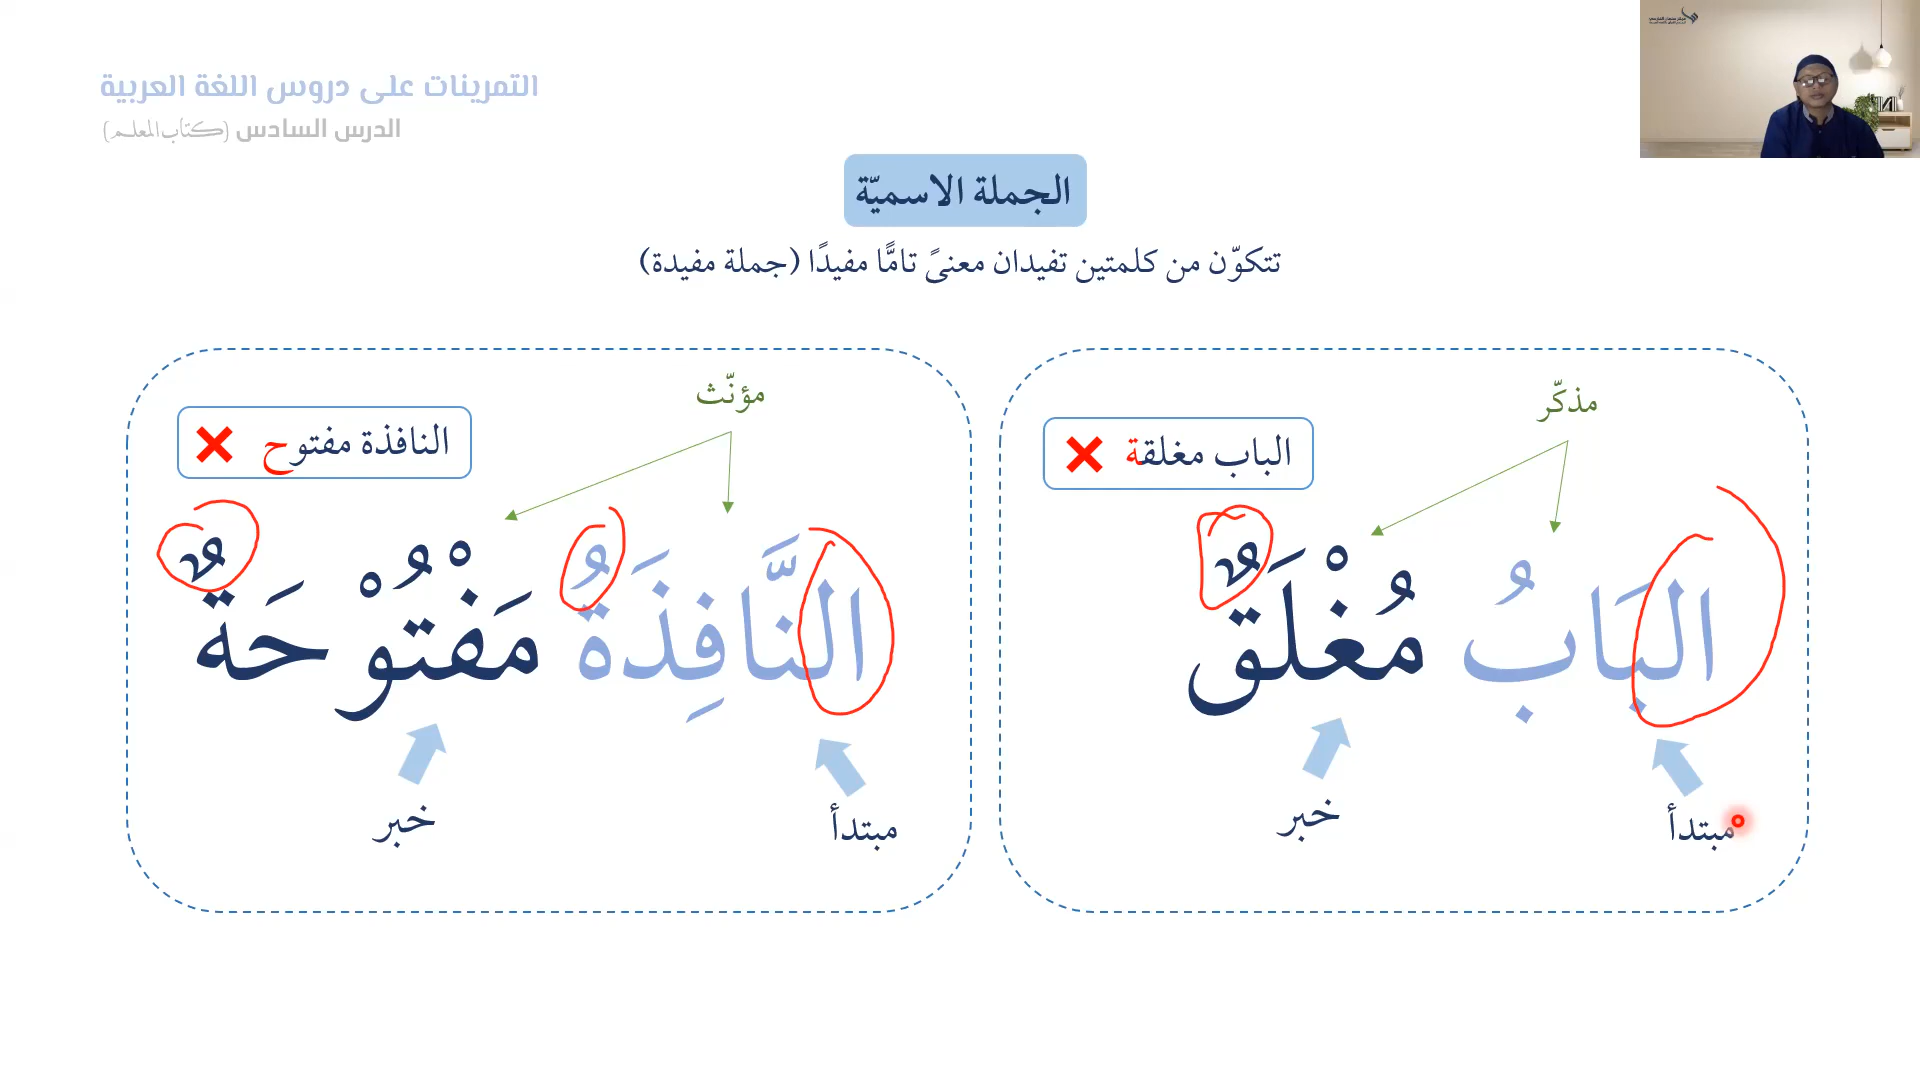 التمرينات على دروس اللغة العربية
الدرس السادس (كتاب المعلم)
الجملة الاسميّة
تتكوّن من كلمتين تفيدان معنىً تامًّا مفيدًا (جملة مفيدة)
مذكّر
الباب مغلقة
البَابُ مُغْلَقٌ
خبر
مبتدأ
مؤنّث
النافذة مفتوح
النَّافِذَةُ مَفْتُوْحَةٌ
خبر
مبتدأ